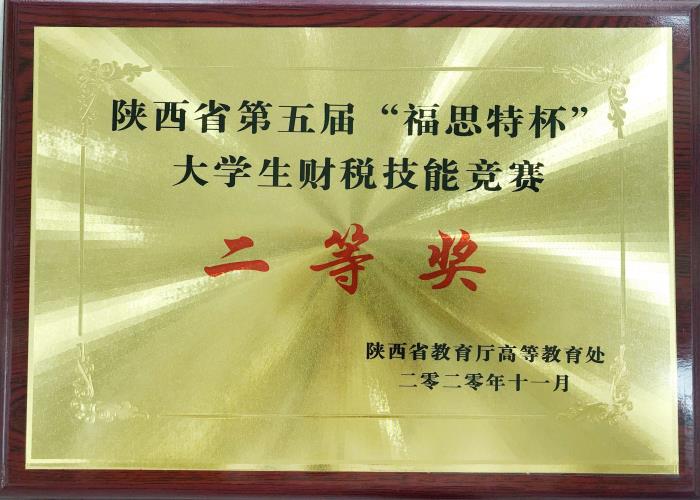 陕西省第五届“福思特杯”
大学生财税技能竞赛
二等奖
陕西省教育厅高等教育处
二零二零年十一月